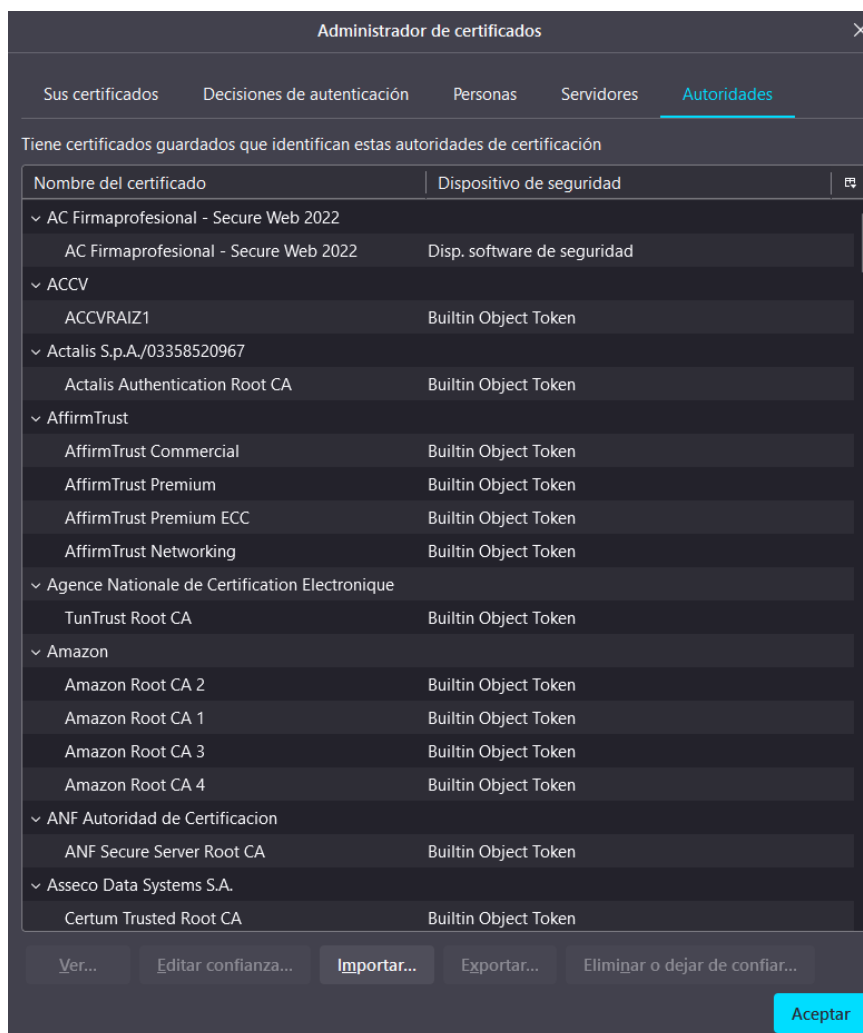 Administrador de certificados
Sus certificados Decisiones de autenticación Personas Servidores Autoridades
Tiene certificados guardados que identifican estas autoridades de certificación
Nombre del certificado Dispositivo de seguridad
AC Firmaprofesional - Secure Web 2022
AC Firmaprofesional - Secure Web 2022 Disp. software de seguridad
ACCV
ACCVRAIZ1 Builtin Object Token
Actalis S.p.A./03358520967
Actalis Authentication Root CA Builtin Object Token
AffirmTrust
AffirmTrust Commercial Builtin Object Token
AffirmTrust Premium Builtin Object Token
AffirmTrust Premium ECC Builtin Object Token
AffirmTrust Networking Builtin Object Token
Agence Nationale de Certification Electronique
TunTrust Root CA Builtin Object Token
Amazon
Amazon Root CA 2 Builtin Object Token
Amazon Root CA 1 Builtin Object Token
Amazon Root CA 3 Builtin Object Token
Amazon Root CA 4 Builtin Object Token
ANF Autoridad de Certificacion
ANF Secure Server Root CA Builtin Object Token
Asseco Data Systems S.A.
Certum Trusted Root CA Builtin Object Token
Ver... Editar confianza... Importar... Exportar... Eliminar o dejar de confiar...
Aceptar